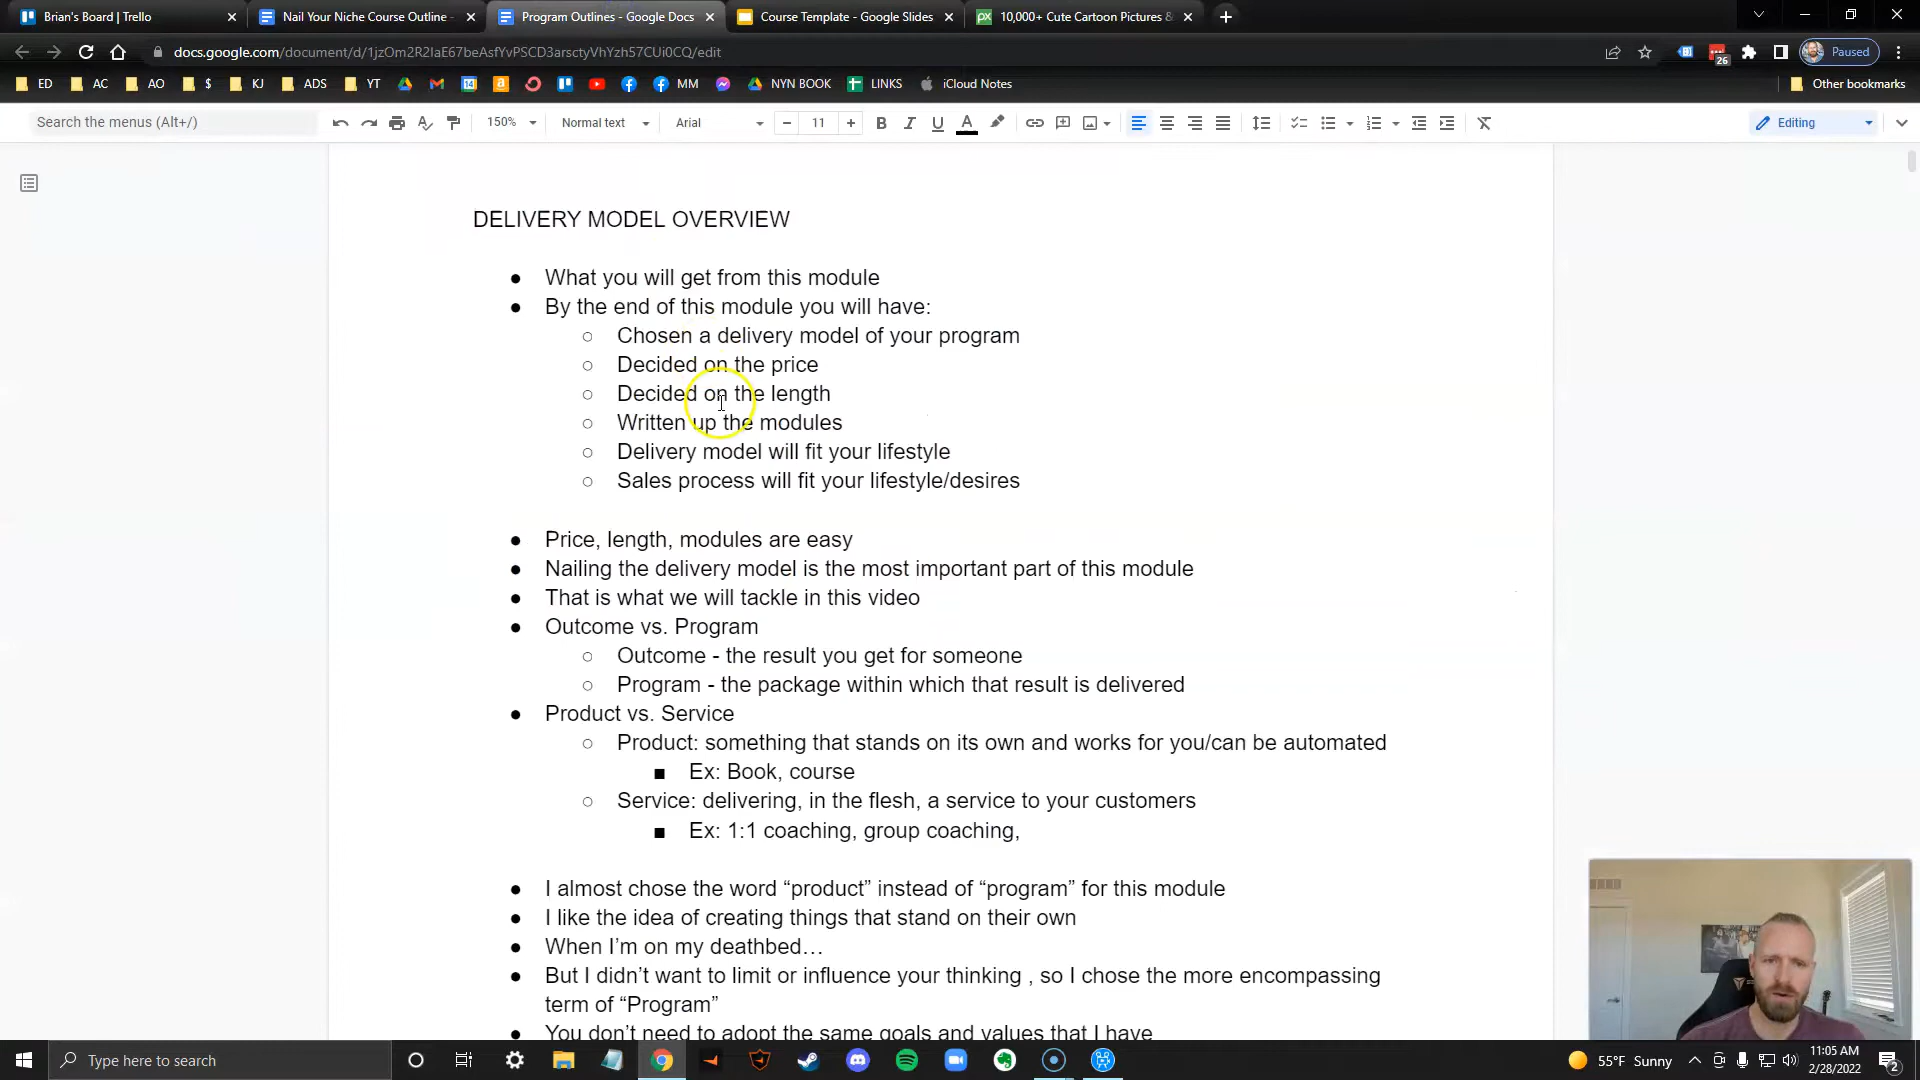 Brian's Board | Trello
Nail Your Niche Course Outline -
Program Outlines - Google Docs
Course Template - Google Slides
10,000+ Cute Cartoon Pictures &
docs.google.com/document/d/1jzOm2R2IaE67beAsfYvPSCD3arsctyVhYzh57CUi0CQ/edit
26
Paused
ED
AC
AO
$
KJ
ADS
YT
14
MM
NYN BOOK
LINKS
iCloud Notes
Other bookmarks
Search the menus (Alt+/)
150%
Normal text
Arial
11
Editing
DELIVERY MODEL OVERVIEW
● What you will get from this module
● By the end of this module you will have:
○ Chosen a delivery model of your program
○ Decided on the price
○ Decided on the length
○ Written up the modules
○ Delivery model will fit your lifestyle
○ Sales process will fit your lifestyle/desires
● Price, length, modules are easy
● Nailing the delivery model is the most important part of this module
● That is what we will tackle in this video
● Outcome vs. Program
○ Outcome - the result you get for someone
○ Program - the package within which that result is delivered
● Product vs. Service
○ Product: something that stands on its own and works for you/can be automated
■ Ex: Book, course
○ Service: delivering, in the flesh, a service to your customers
■ Ex: 1:1 coaching, group coaching,
● I almost chose the word “product” instead of “program” for this module
● I like the idea of creating things that stand on their own
● When I’m on my deathbed…
● But I didn’t want to limit or influence your thinking , so I chose the more encompassing
term of “Program”
● You don’t need to adopt the same goals and values that I have
Type here to search
55°F Sunny
11:05 AM
2/28/2022
2